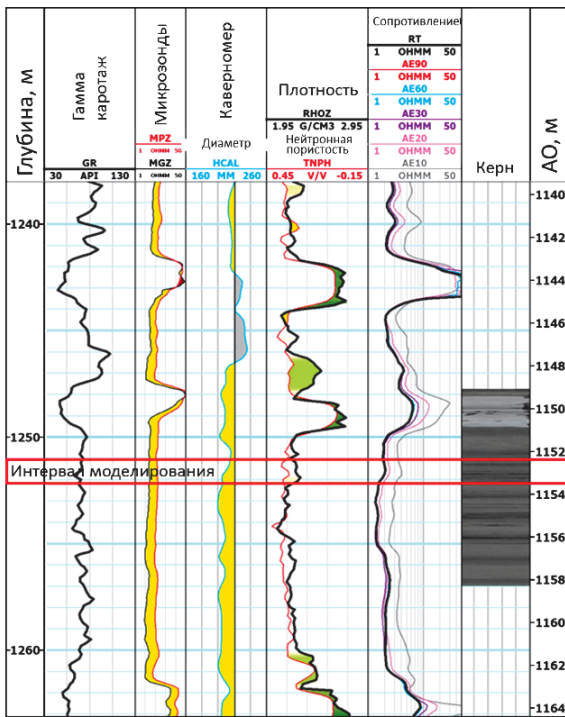 Глубина, м
Гамма
каротаж
GR
30 API 130
Микрозонды
MPZ
1 OHMM 50
MGZ
1 OHMM 50
Каверномер
Диаметр
HCAL
160 MM 260
Плотность
RHOZ
1.95 G/CM3 2.95
Нейтронная
пористость
TNPH
0.45 V/V -0.15
Сопротивление
RT
1 OHMM 50
AE90
1 OHMM 50
AE60
1 OHMM 50
AE30
1 OHMM 50
AE20
1 OHMM 50
AE10
1 OHMM 50
Керн
АО, м
1240
1250
1260
Интервал моделирования
1140
1142
1144
1146
1148
1150
1152
1154
1156
1158
1160
1162
1164